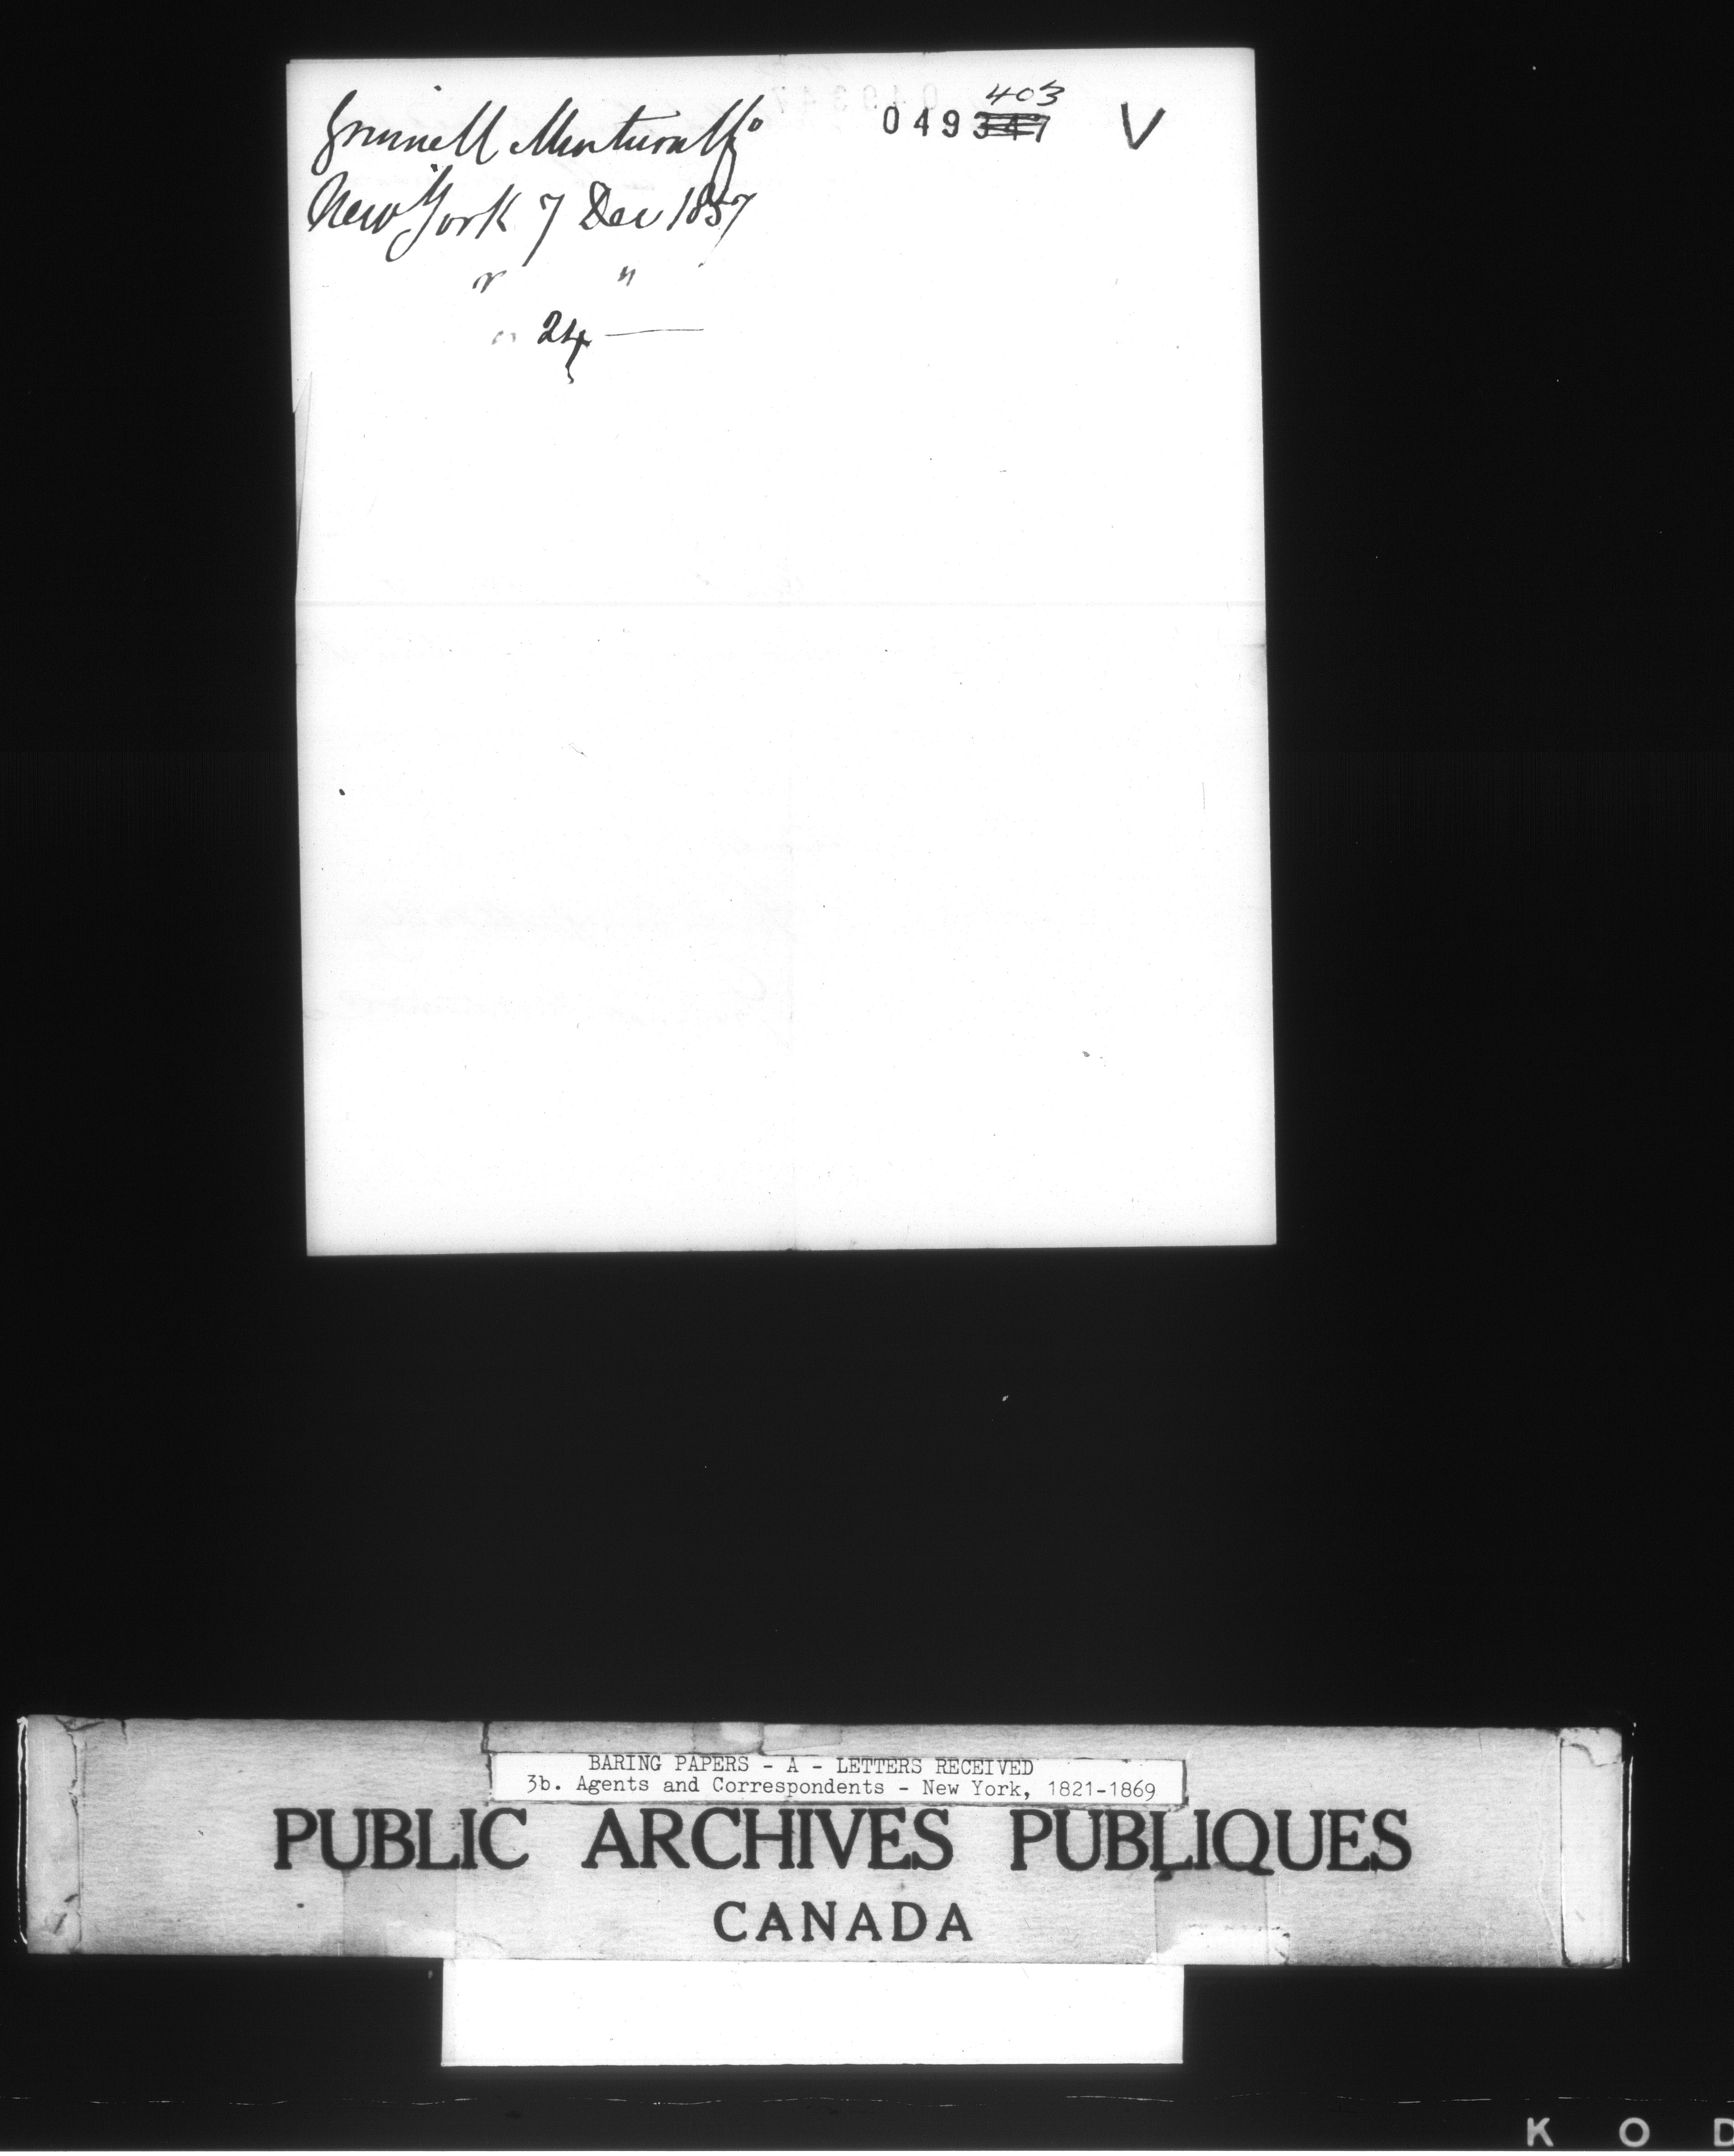 Grinnell Minturn & Co
New York 7 Dec 1857
r "
" 24 —
403
049347 V
BARING PAPERS - A - LETTERS RECEIVED
3b. Agents and Correspondents - New York, 1821-1869
PUBLIC ARCHIVES PUBLIQUES
CANADA
K O D